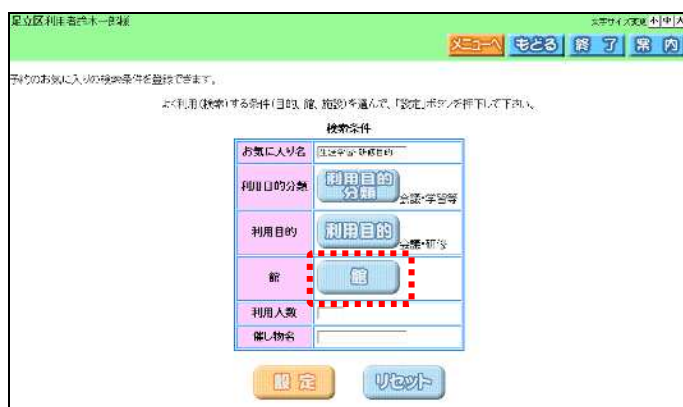 足立区利用者鈴木一郎様
文字サイズ変更 小 中 大
メニューへ もどる 終了 案内
予約のお気に入りの検索条件を登録できます。
よく利用(検索)する条件(目的、館、施設)を選んで、「設定」ボタンを押下して下さい。
検索条件
お気に入り名
利用目的分類 利用目的分類 会議・学習等
利用目的 利用目的 会議・研修
館 館
利用人数
催し物名
設定 リセット